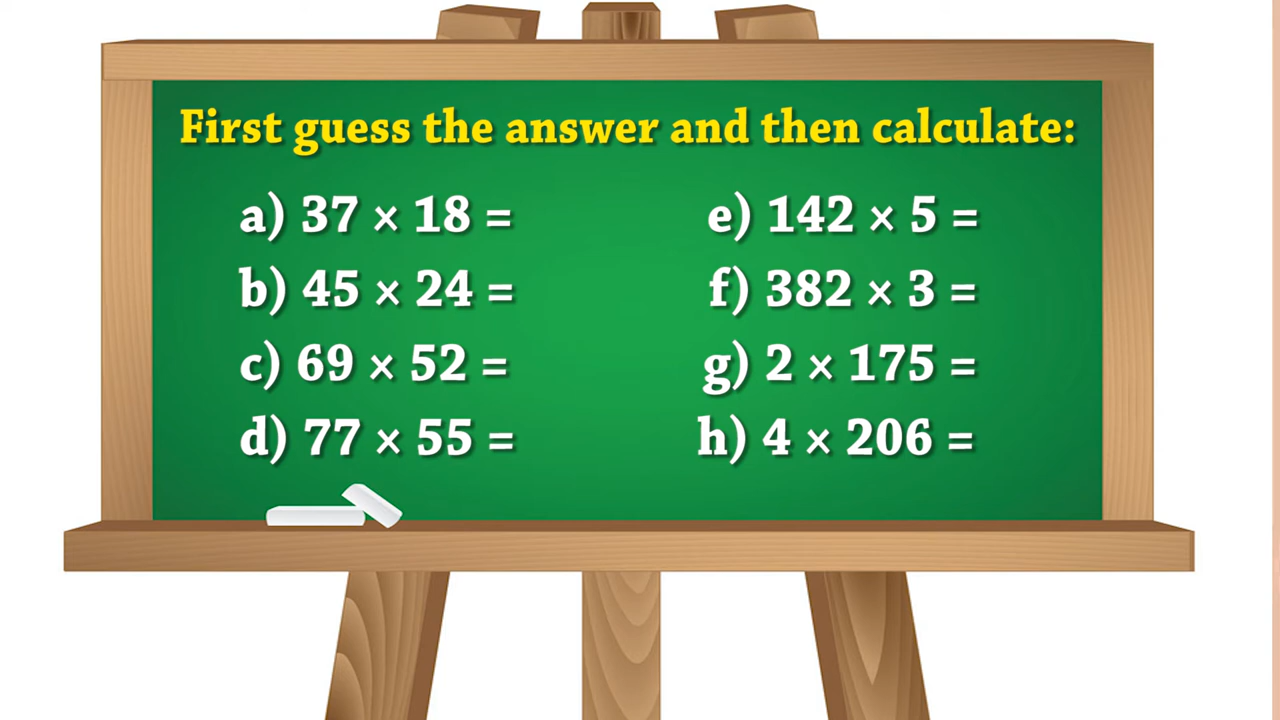 First guess the answer and then calculate:
a) 37 × 18 =
b) 45 × 24 =
c) 69 × 52 =
d) 77 × 55 =
e) 142 × 5 =
f) 382 × 3 =
g) 2 × 175 =
h) 4 × 206 =